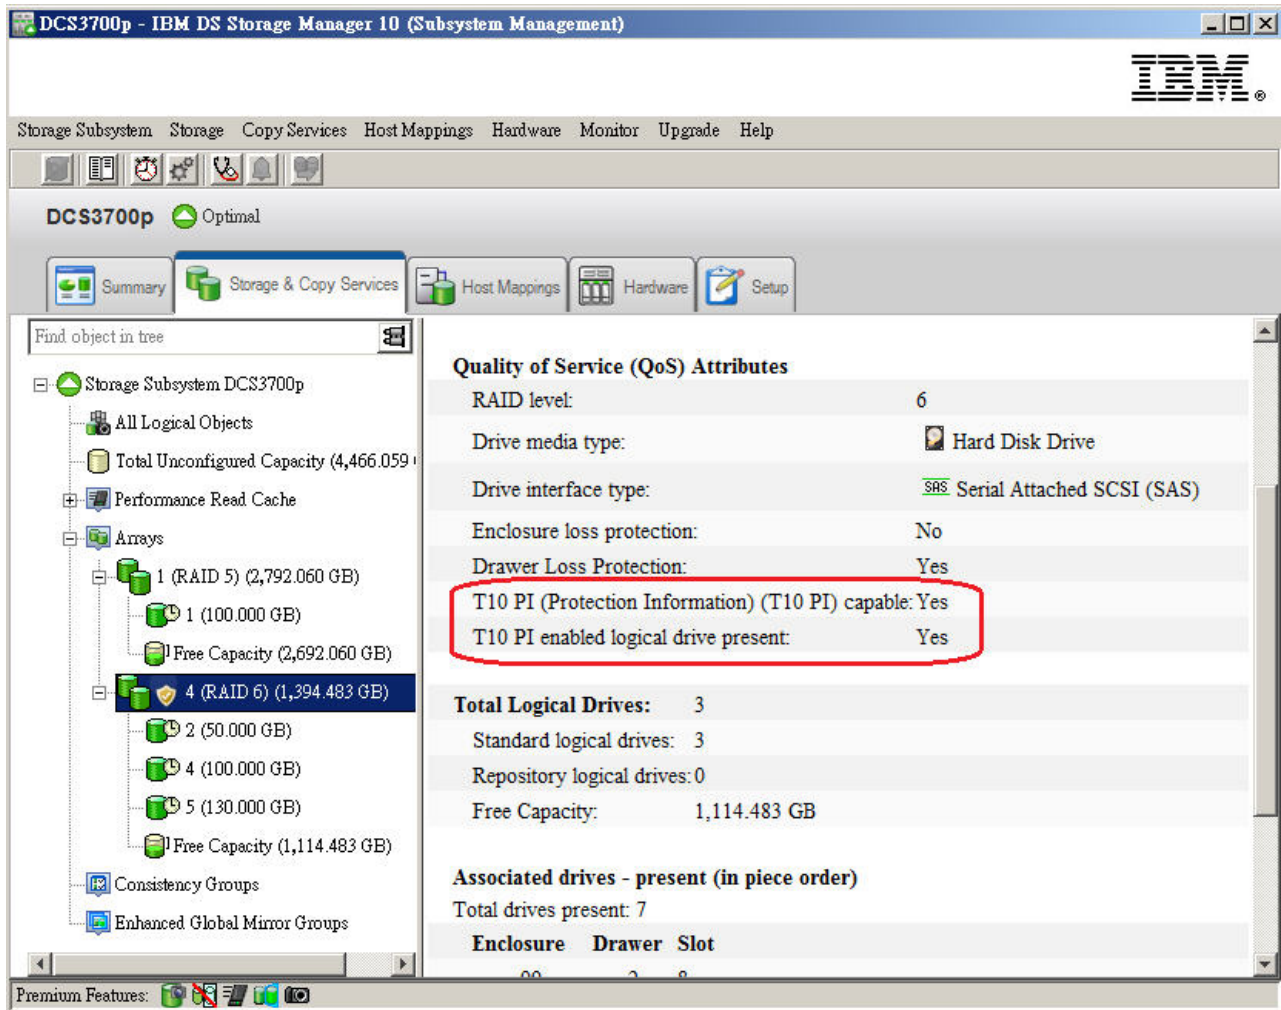 DCS3700p - IBM DS Storage Manager 10 (Subsystem Management)
IBM®
Storage Subsystem Storage Copy Services Host Mappings Hardware Monitor Upgrade Help
DCS3700p Optimal
Summary Storage & Copy Services Host Mappings Hardware Setup
Find object in tree
Storage Subsystem DCS3700p
All Logical Objects
Total Unconfigured Capacity (4,466.059
Performance Read Cache
Arrays
1 (RAID 5) (2,792.060 GB)
1 (100.000 GB)
Free Capacity (2,692.060 GB)
4 (RAID 6) (1,394.483 GB)
2 (50.000 GB)
4 (100.000 GB)
5 (130.000 GB)
Free Capacity (1,114.483 GB)
Consistency Groups
Enhanced Global Mirror Groups
Quality of Service (QoS) Attributes
RAID level: 6
Drive media type: Hard Disk Drive
Drive interface type: SAS Serial Attached SCSI (SAS)
Enclosure loss protection: No
Drawer Loss Protection: Yes
T10 PI (Protection Information) (T10 PI) capable: Yes
T10 PI enabled logical drive present: Yes
Total Logical Drives: 3
Standard logical drives: 3
Repository logical drives: 0
Free Capacity: 1,114.483 GB
Associated drives - present (in piece order)
Total drives present: 7
Enclosure Drawer Slot
Premium Features: